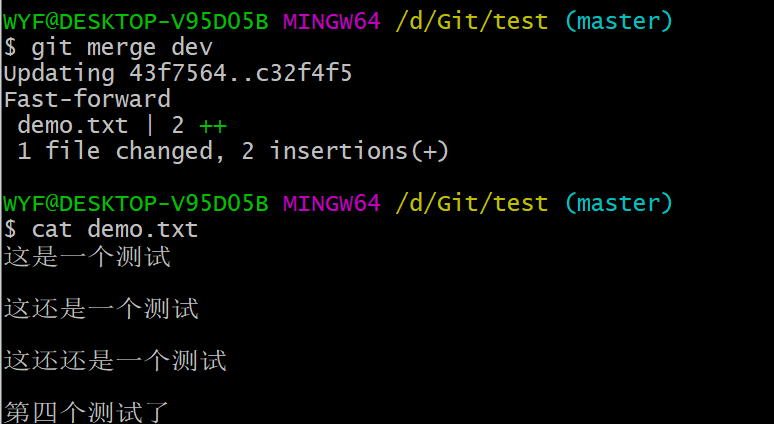 WYF@DESKTOP-V95D05B MINGW64 /d/Git/test (master)
$ git merge dev
Updating 43f7564..c32f4f5
Fast-forward
 demo.txt | 2 ++
 1 file changed, 2 insertions(+)
WYF@DESKTOP-V95D05B MINGW64 /d/Git/test (master)
$ cat demo.txt
这是一个测试
这还是一个测试
这还还是一个测试
第四个测试了